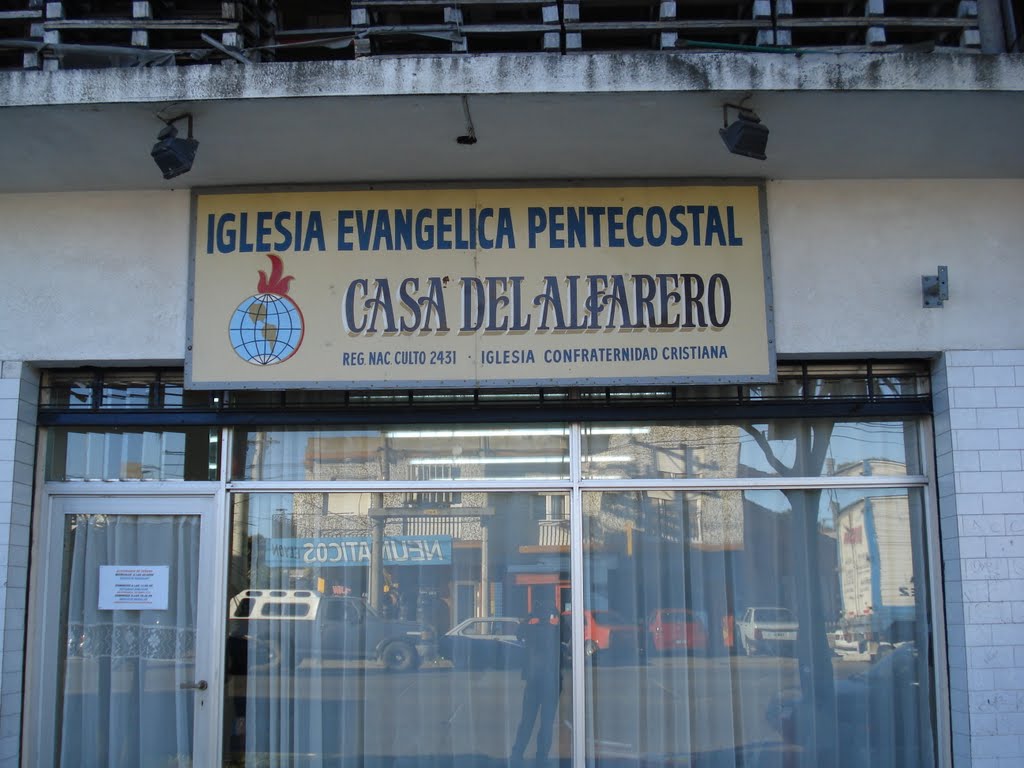 IGLESIA EVANGELICA PENTECOSTAL
CASA DEL ALFARERO
REG. NAC. CULTO 2431 · IGLESIA CONFRATERNIDAD CRISTIANA
NEUMATICOS